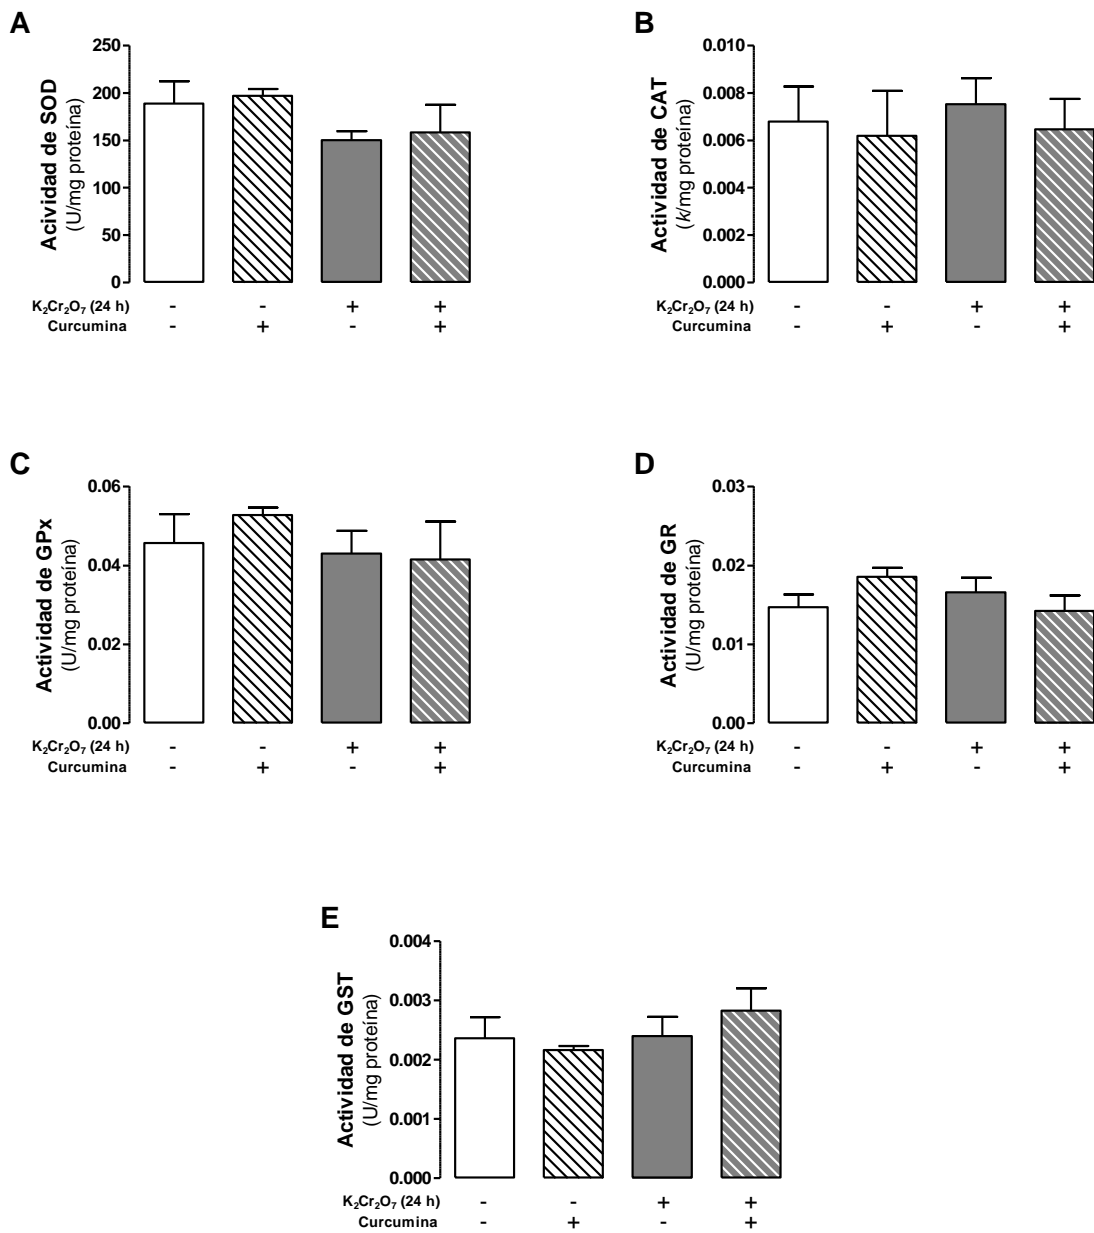 A
Acividad de SOD
(U/mg proteína)
250
200
150
100
50
0
K₂Cr₂O₇ (24 h) - - + +
Curcumina - + - +
B
Actividad de CAT
(k/mg proteína)
0.010
0.008
0.006
0.004
0.002
0.000
K₂Cr₂O₇ (24 h) - - + +
Curcumina - + - +
C
Actividad de GPx
(U/mg proteína)
0.06
0.04
0.02
0.00
K₂Cr₂O₇ (24 h) - - + +
Curcumina - + - +
D
Actividad de GR
(U/mg proteína)
0.03
0.02
0.01
0.00
K₂Cr₂O₇ (24 h) - - + +
Curcumina - + - +
E
Actividad de GST
(U/mg proteína)
0.004
0.003
0.002
0.001
0.000
K₂Cr₂O₇ (24 h) - - + +
Curcumina - + - +